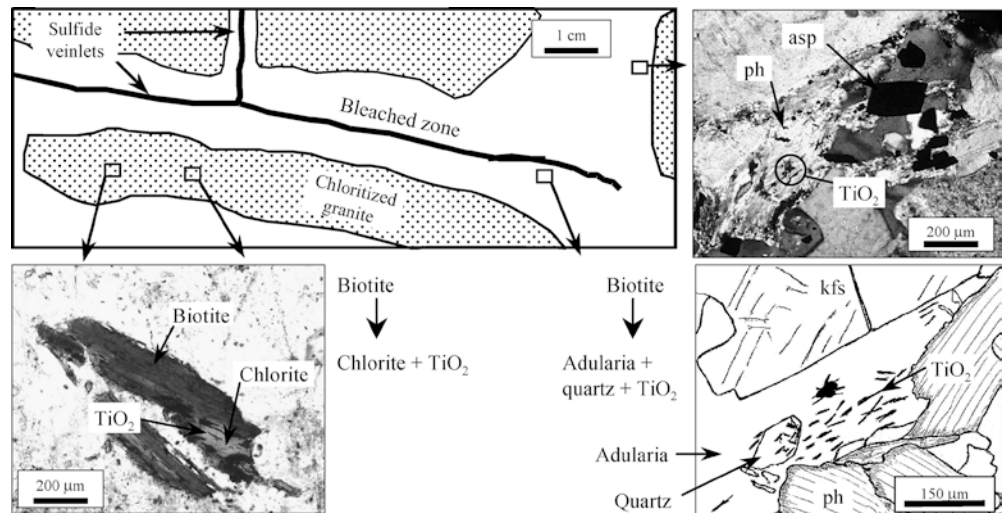 Sulfide
veinlets
1 cm
Bleached zone
Chloritized
granite
asp
ph
TiO₂
200 μm
Biotite
Chlorite
TiO₂
200 μm
Biotite
Chlorite + TiO₂
Biotite
Adularia +
quartz + TiO₂
Adularia
Quartz
kfs
TiO₂
ph
150 μm